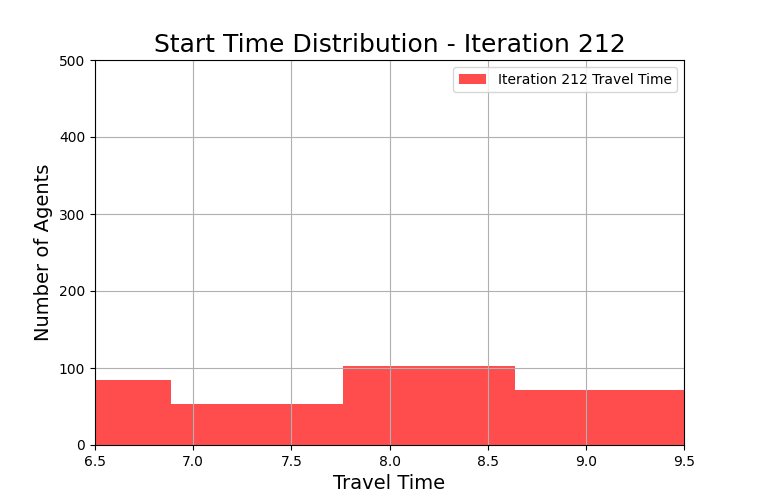 Start Time Distribution - Iteration 212
500
Iteration 212 Travel Time
400
300
200
100
0
Number of Agents
6.5 7.0 7.5 8.0 8.5 9.0 9.5
Travel Time